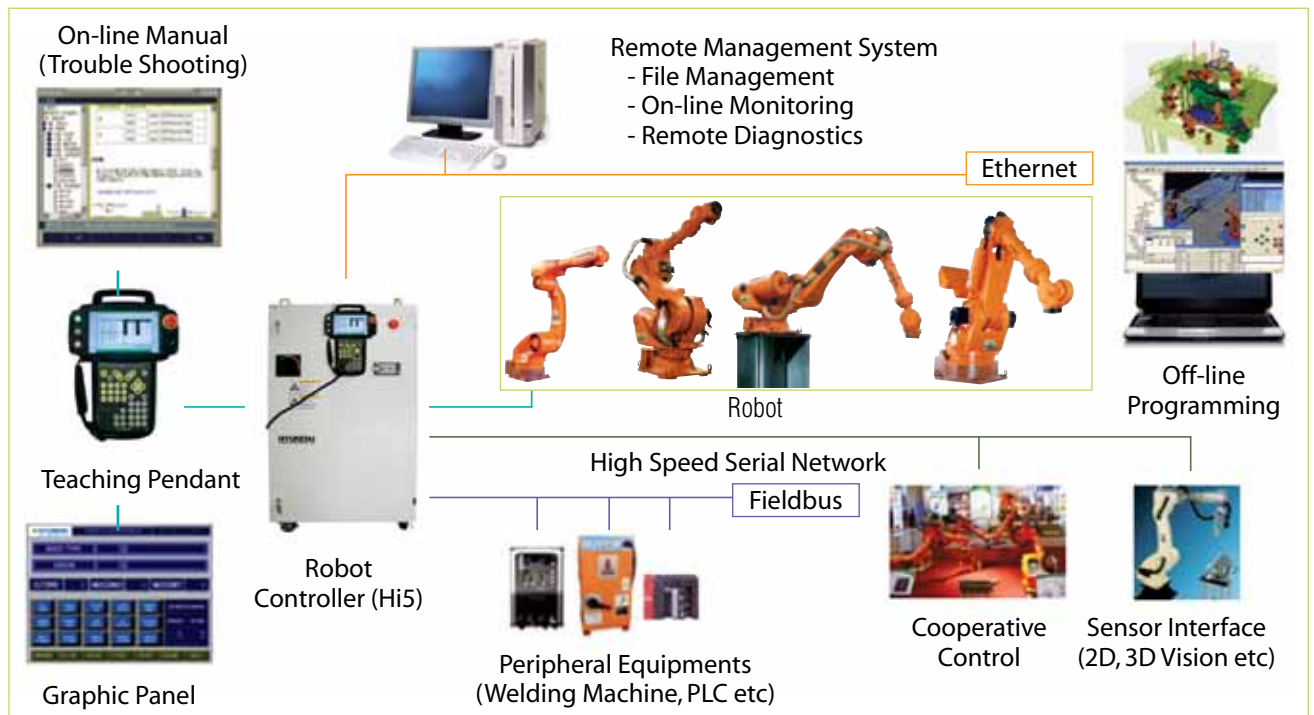 On-line Manual
(Trouble Shooting)
Remote Management System
- File Management
- On-line Monitoring
- Remote Diagnostics
Ethernet
Off-line
Programming
Robot
Teaching Pendant
High Speed Serial Network
Fieldbus
HYUNDAI
Robot
Controller (Hi5)
Graphic Panel
Peripheral Equipments
(Welding Machine, PLC etc)
Cooperative
Control
Sensor Interface
(2D, 3D Vision etc)